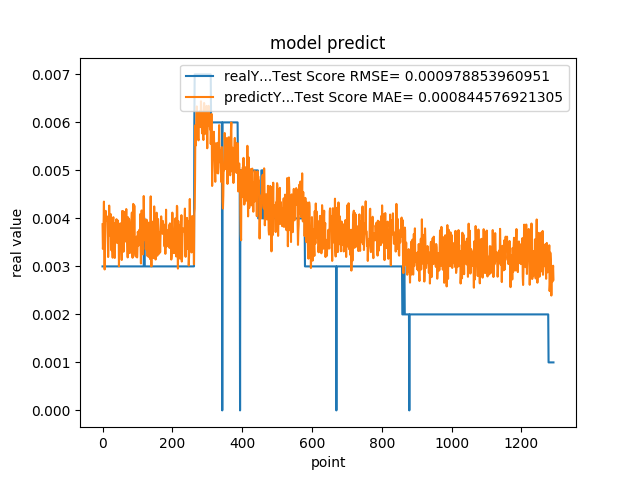 model predict
realY...Test Score RMSE= 0.000978853960951
predictY...Test Score MAE= 0.000844576921305
0.007
0.006
0.005
0.004
0.003
0.002
0.001
0.000
real value
0 200 400 600 800 1000 1200
point